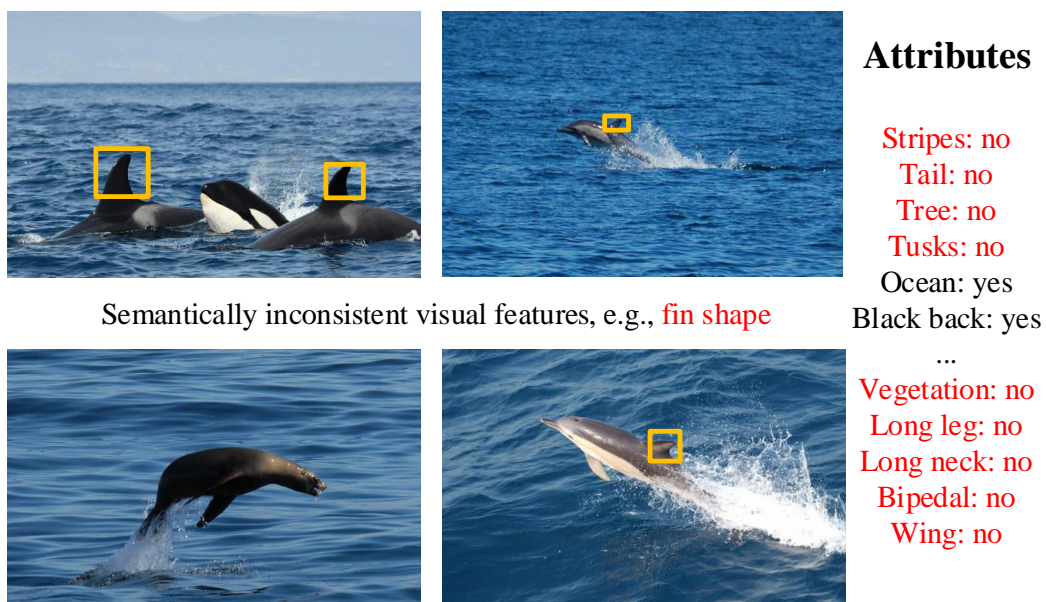 Attributes
Stripes: no
Tail: no
Tree: no
Tusks: no
Ocean: yes
Black back: yes
...
Vegetation: no
Long leg: no
Long neck: no
Bipedal: no
Wing: no
Semantically inconsistent visual features, e.g., fin shape